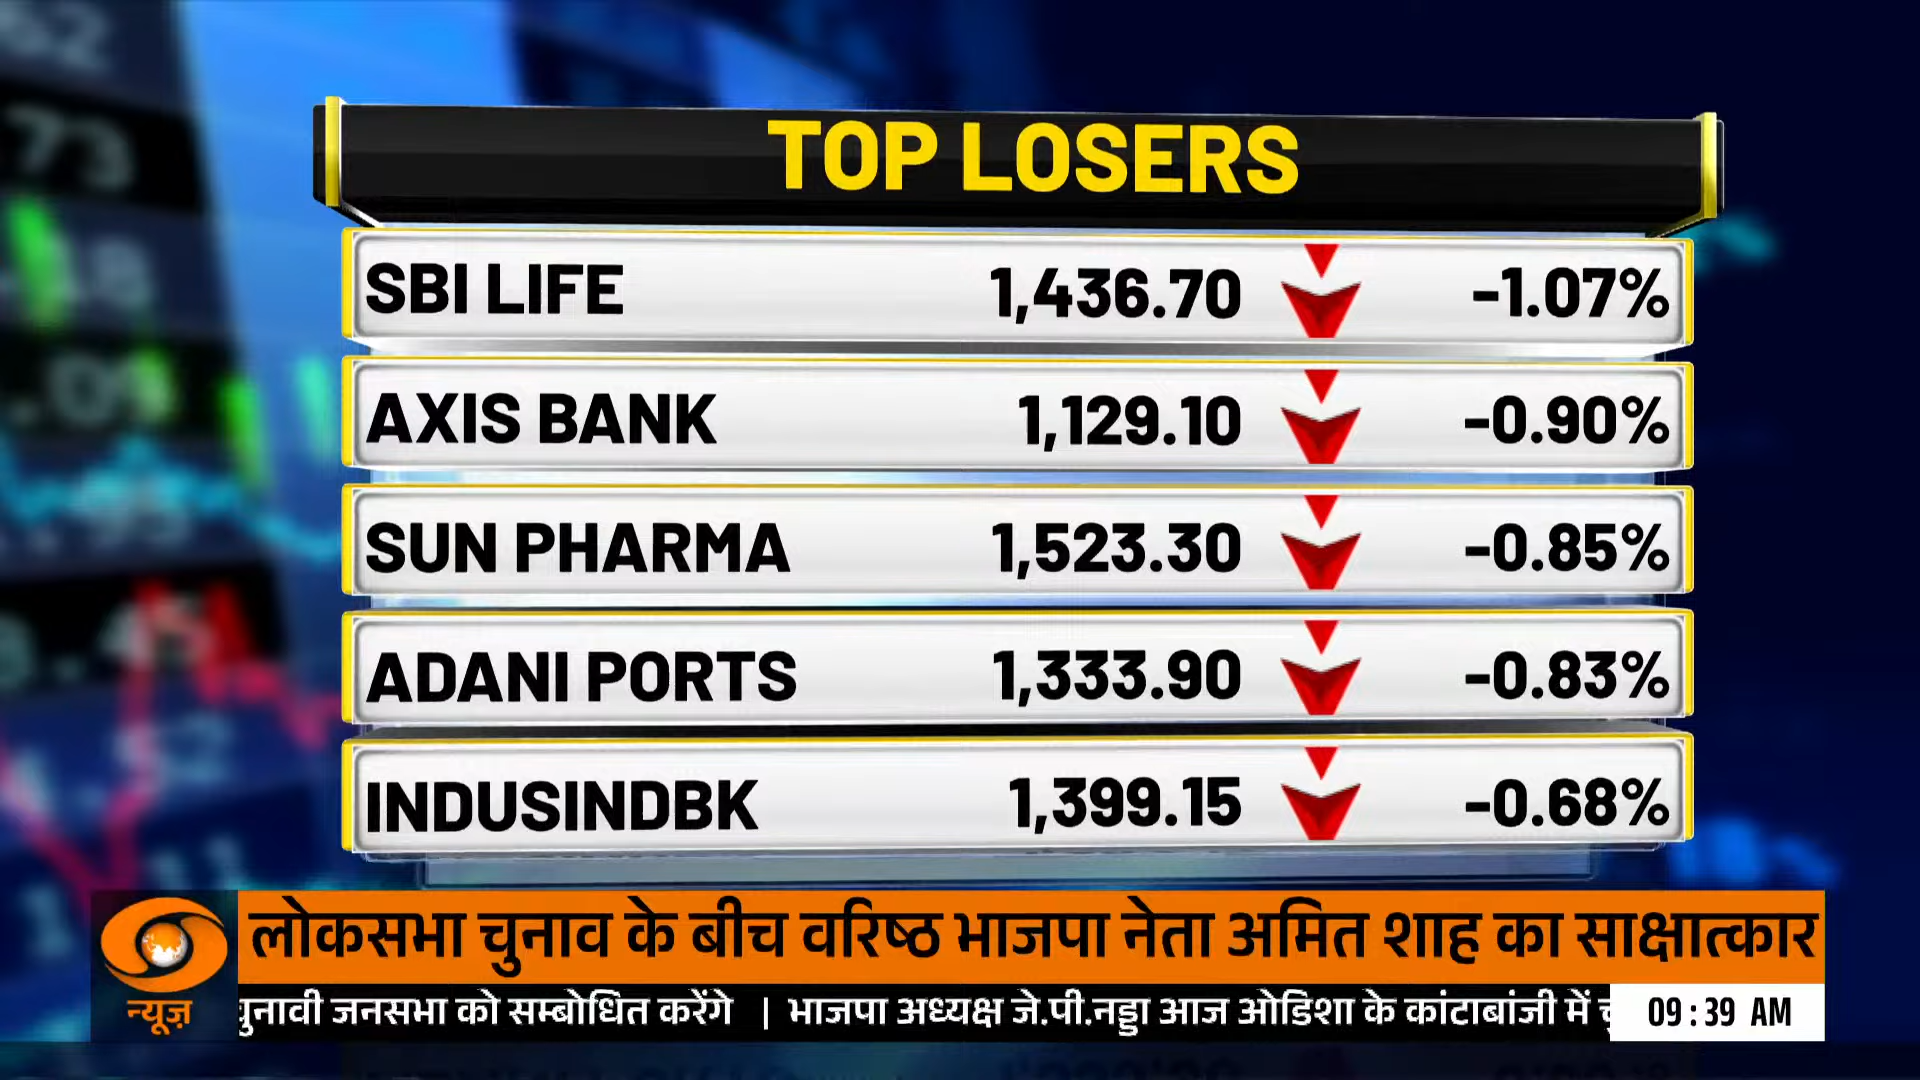 TOP LOSERS
SBI LIFE 1,436.70 -1.07%
AXIS BANK 1,129.10 -0.90%
SUN PHARMA 1,523.30 -0.85%
ADANI PORTS 1,333.90 -0.83%
INDUSINDBK 1,399.15 -0.68%
लोकसभा चुनाव के बीच वरिष्ठ भाजपा नेता अमित शाह का साक्षात्कार
न्यूज़ जनसभा को सम्बोधित करेंगे | भाजपा अध्यक्ष जे.पी.नड्डा आज ओडिशा के कांटाबांजी में 09:39 AM